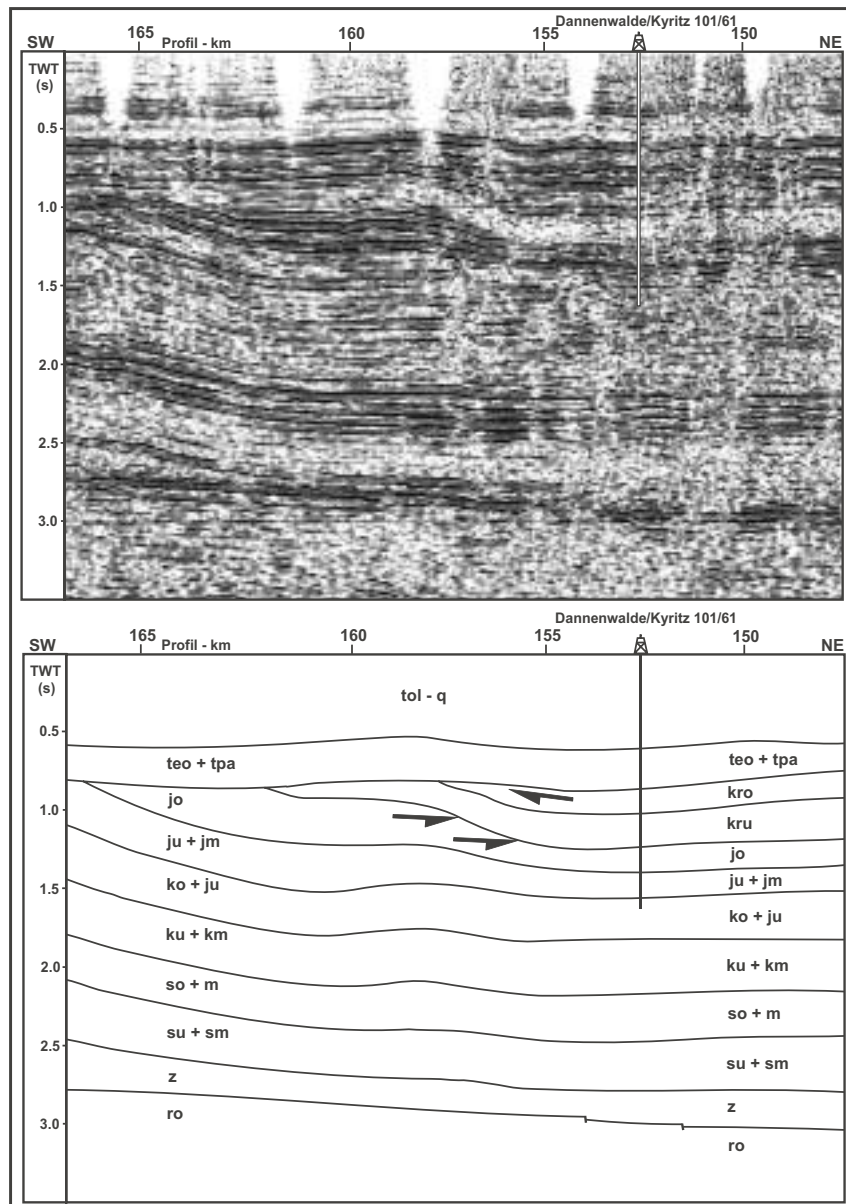 Dannenwalde/Kyritz 101/61
SW 165 Profil - km 160 155 150 NE
TWT
(s)
0.5
1.0
1.5
2.0
2.5
3.0
Dannenwalde/Kyritz 101/61
SW 165 Profil - km 160 155 150 NE
TWT
(s)
tol - q
0.5
teo + tpa teo + tpa
jo kro
1.0
kru
ju + jm jo
ju + jm
1.5
ko + ju ko + ju
ku + km ku + km
2.0
so + m so + m
su + sm su + sm
2.5
z z
ro ro
3.0